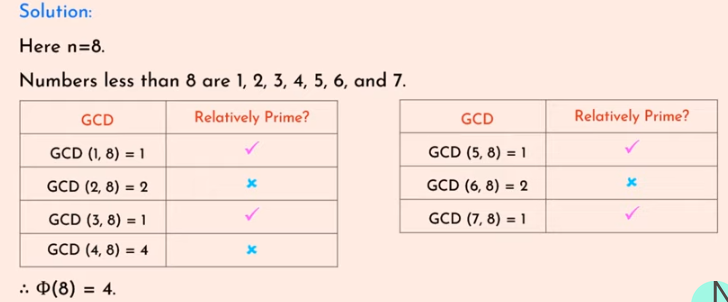 Solution:
Here n=8.
Numbers less than 8 are 1, 2, 3, 4, 5, 6, and 7.
GCD Relatively Prime?
GCD (1, 8) = 1 ✓
GCD (2, 8) = 2 ×
GCD (3, 8) = 1 ✓
GCD (4, 8) = 4 ×
GCD Relatively Prime?
GCD (5, 8) = 1 ✓
GCD (6, 8) = 2 ×
GCD (7, 8) = 1 ✓
∴ Φ(8) = 4.